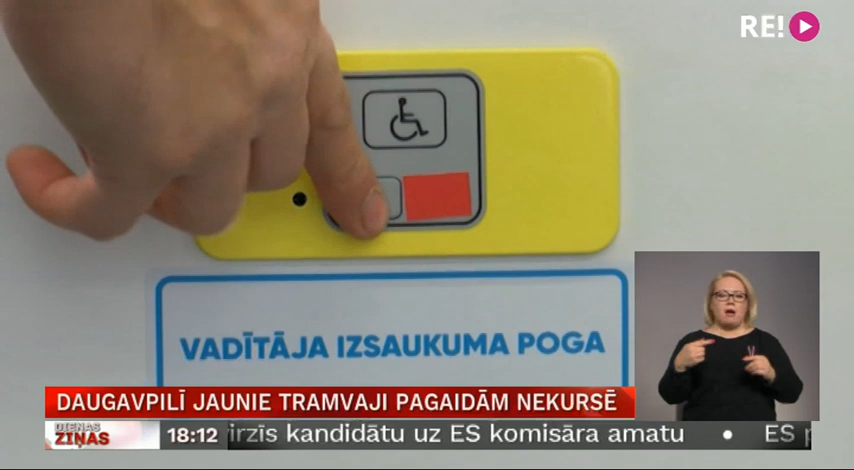 RE!
VADĪTĀJA IZSAUKUMA POGA
DAUGAVPILĪ JAUNIE TRAMVAJI PAGAIDĀM NEKURSĒ
DIENAS
ZIŅAS
18:12 virzīs kandidātu uz ES komisāra amatu • ES